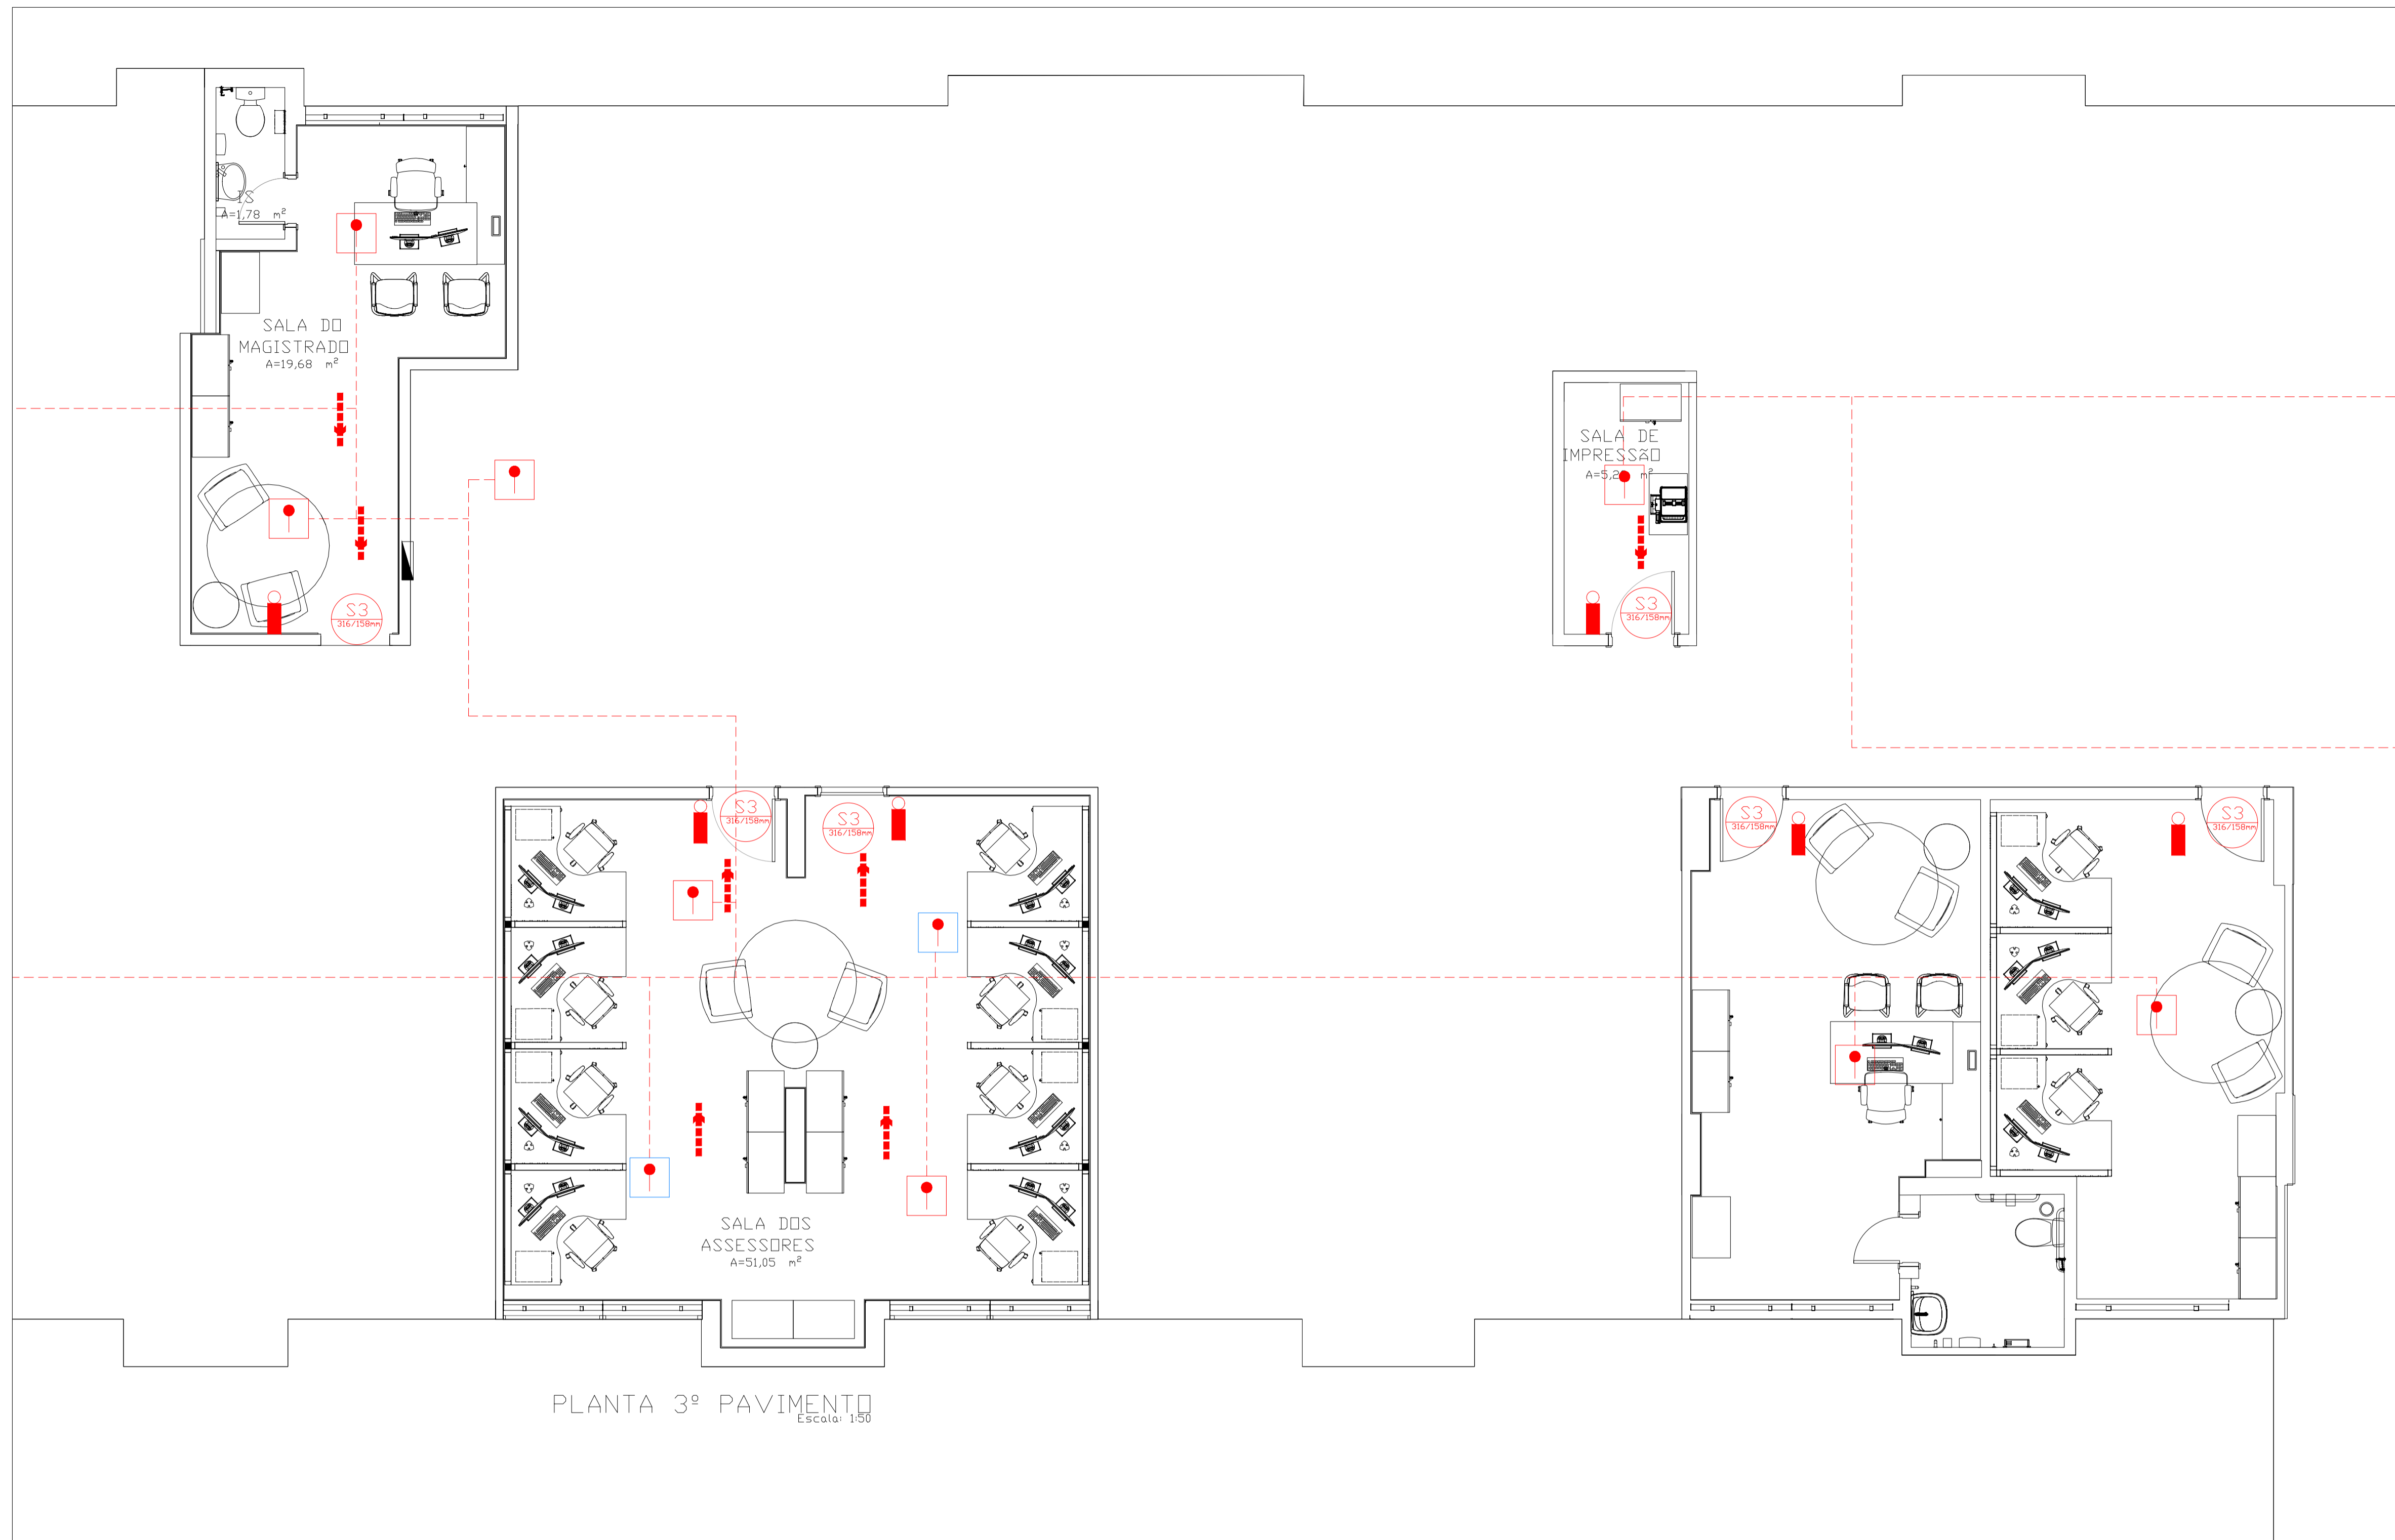 IS
A=1,78 m²
SALA DO
MAGISTRADO
A=19,68 m²
S3
316/158mm
SALA DE
IMPRESSÃO
m²
S3
316/158mm
S3
316/158mm
S3
316/158mm
S3
316/158mm
S3
316/158mm
SALA DOS
ASSESSORES
A=51,05 m²
PLANTA 3º PAVIMENTO
Escala: 1:50